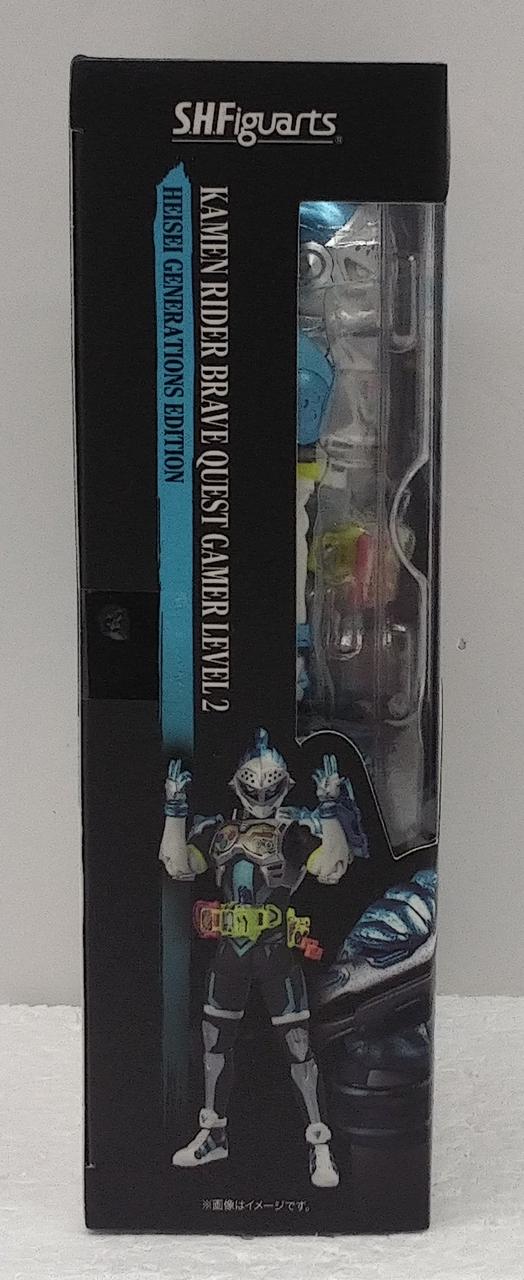 S.H.Figuarts®
KAMEN RIDER BRAVE QUEST GAMER LEVEL 2
HEISEI GENERATIONS EDITION
※画像はイメージです。